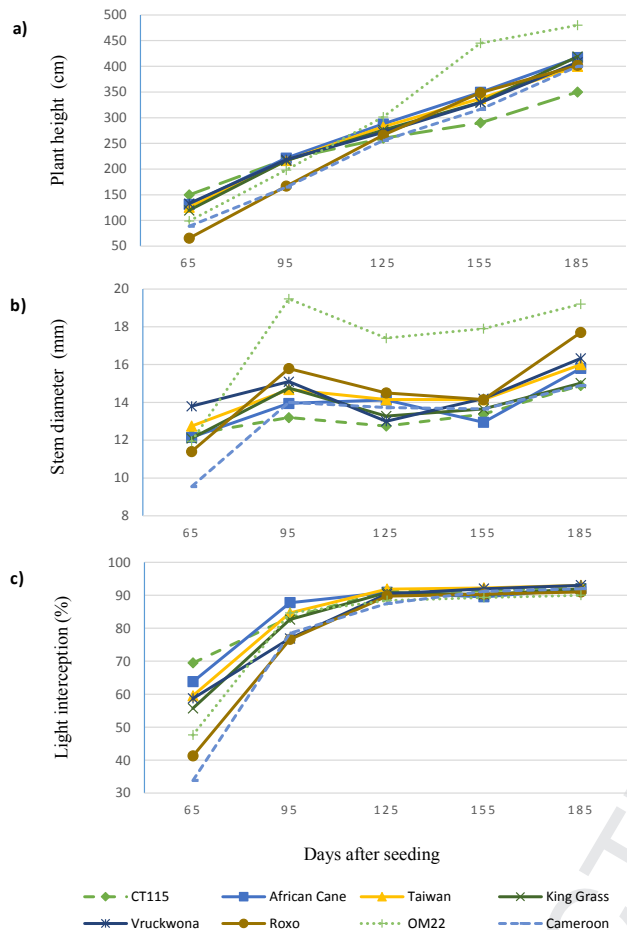 a)
Plant height (cm)
500
450
400
350
300
250
200
150
100
50
65 95 125 155 185
b)
Stem diameter (mm)
20
18
16
14
12
10
8
65 95 125 155 185
c)
Light interception (%)
100
90
80
70
60
50
40
30
65 95 125 155 185
Days after seeding
CT115 African Cane Taiwan King Grass
Vruckwona Roxo OM22 Cameroon